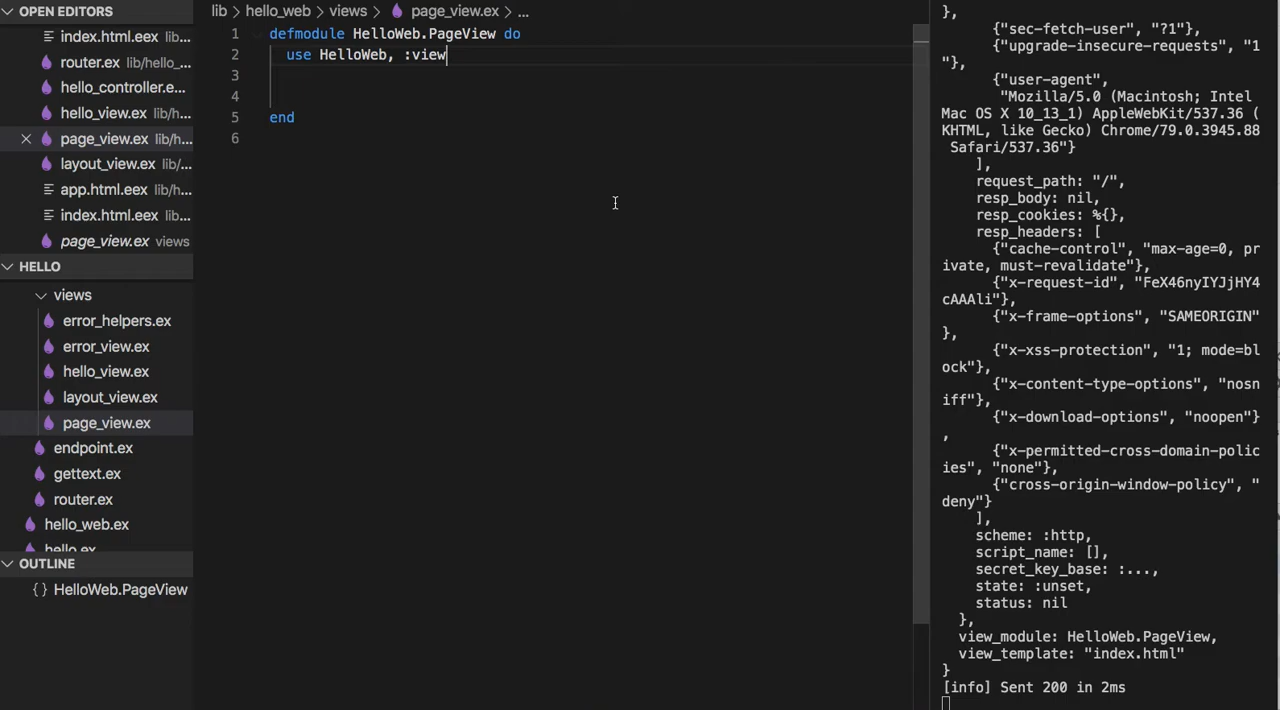 OPEN EDITORS
index.html.eex lib...
router.ex lib/hello_...
hello_controller.e...
hello_view.ex lib/h...
page_view.ex lib/h...
layout_view.ex lib/...
app.html.eex lib/h...
index.html.eex lib...
page_view.ex views
HELLO
views
error_helpers.ex
error_view.ex
hello_view.ex
layout_view.ex
page_view.ex
endpoint.ex
gettext.ex
router.ex
hello_web.ex
hello.ex
OUTLINE
{} HelloWeb.PageView
lib > hello_web > views > page_view.ex > ...
1 defmodule HelloWeb.PageView do
2 use HelloWeb, :view
3
4
5 end
6
},
{"sec-fetch-user", "?1"},
{"upgrade-insecure-requests", "1
"},
{"user-agent",
"Mozilla/5.0 (Macintosh; Intel
Mac OS X 10_13_1) AppleWebKit/537.36 (
KHTML, like Gecko) Chrome/79.0.3945.88
Safari/537.36"}
],
request_path: "/",
resp_body: nil,
resp_cookies: %{},
resp_headers: [
{"cache-control", "max-age=0, pr
ivate, must-revalidate"},
{"x-request-id", "FeX46nyIYJjHY4
cAAAli"},
{"x-frame-options", "SAMEORIGIN"
},
{"x-xss-protection", "1; mode=bl
ock"},
{"x-content-type-options", "nosn
iff"},
{"x-download-options", "noopen"}
,
{"x-permitted-cross-domain-polic
ies", "none"},
{"cross-origin-window-policy", "
deny"}
],
scheme: :http,
script_name: [],
secret_key_base: :...,
state: :unset,
status: nil
},
view_module: HelloWeb.PageView,
view_template: "index.html"
}
[info] Sent 200 in 2ms